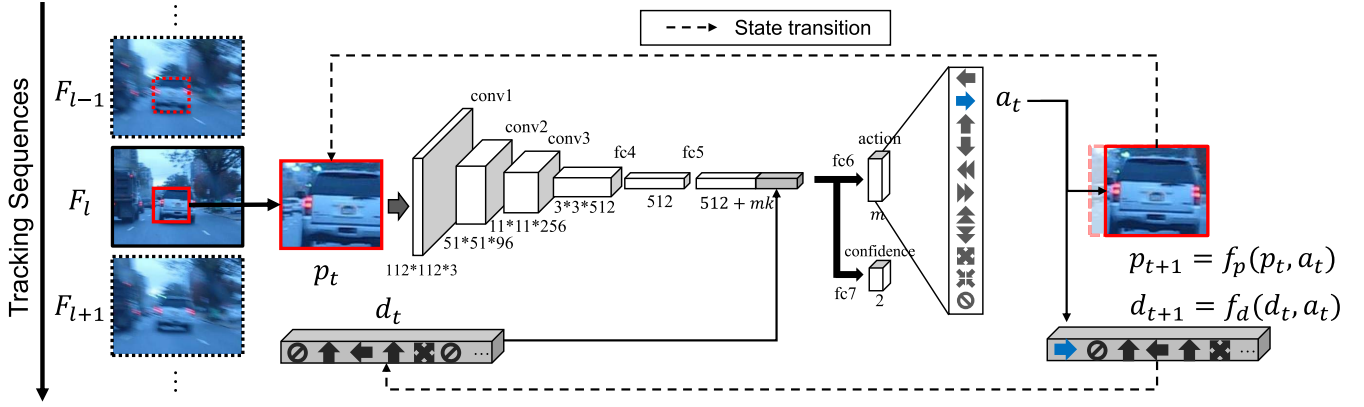 State transition
Tracking Sequences
⋮
F_{l-1}
F_l
F_{l+1}
⋮
p_t
d_t
conv1
conv2
conv3
fc4
fc5
fc6
fc7
112*112*3
51*51*96
11*11*256
3*3*512
512
512 + mk
action
m
confidence
2
a_t
p_{t+1} = f_p(p_t, a_t)
d_{t+1} = f_d(d_t, a_t)
...
...